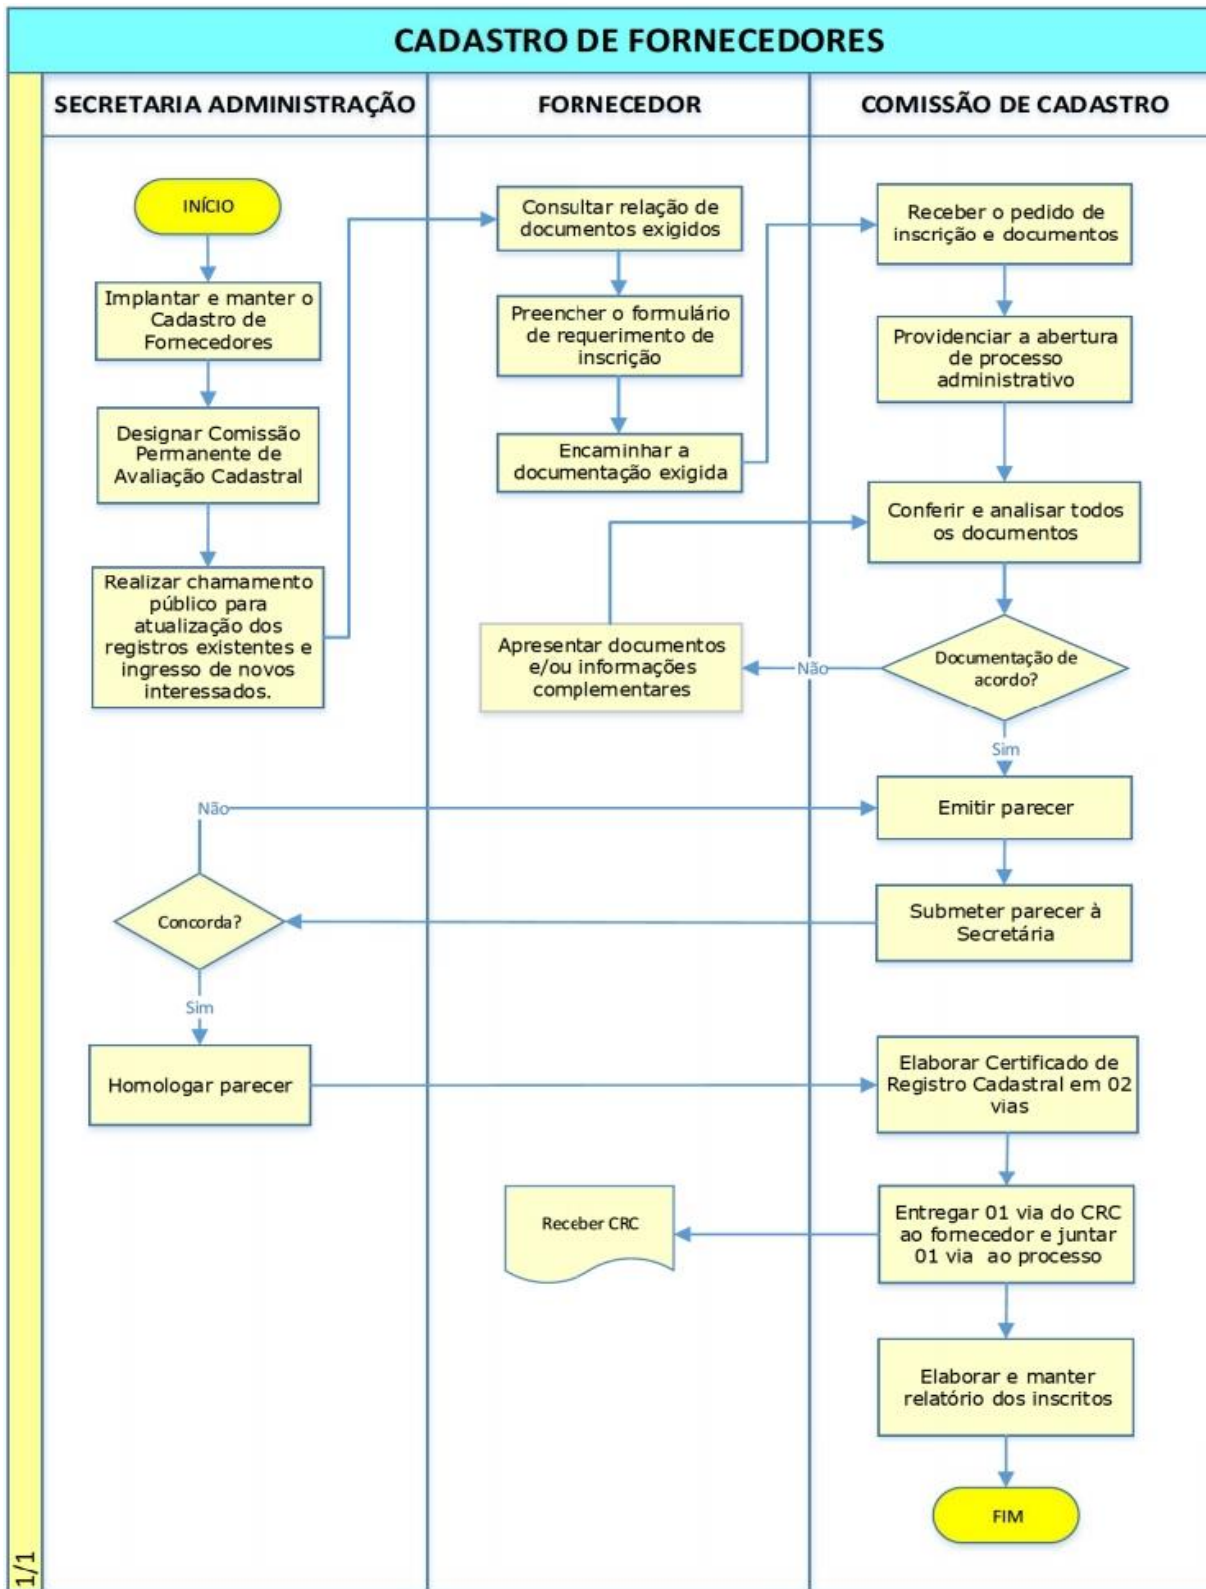 CADASTRO DE FORNECEDORES
SECRETARIA ADMINISTRAÇÃO
FORNECEDOR
COMISSÃO DE CADASTRO
INÍCIO
Implantar e manter o
Cadastro de
Fornecedores
Designar Comissão
Permanente de
Avaliação Cadastral
Realizar chamamento
público para
atualização dos
registros existentes e
ingresso de novos
interessados.
Consultar relação de
documentos exigidos
Preencher o formulário
de requerimento de
inscrição
Encaminhar a
documentação exigida
Receber o pedido de
inscrição e documentos
Providenciar a abertura
de processo
administrativo
Conferir e analisar todos
os documentos
Documentação de
acordo?
Não
Apresentar documentos
e/ou informações
complementares
Sim
Emitir parecer
Submeter parecer à
Secretária
Concorda?
Não
Sim
Homologar parecer
Elaborar Certificado de
Registro Cadastral em 02
vias
Entregar 01 via do CRC
ao fornecedor e juntar
01 via ao processo
Receber CRC
Elaborar e manter
relatório dos inscritos
FIM
1/1